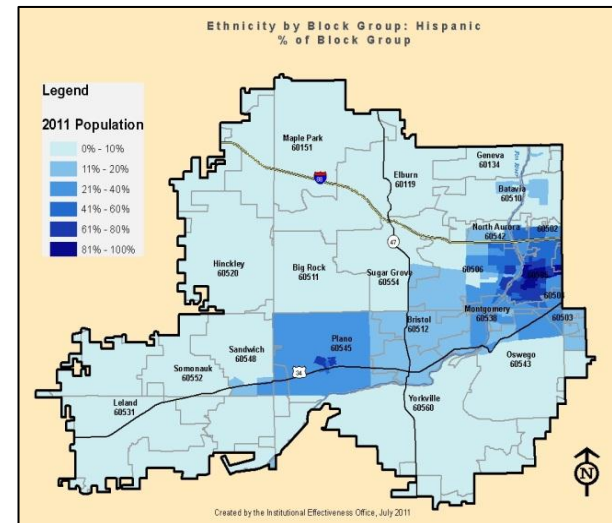 Ethnicity by Block Group: Hispanic
% of Block Group
Legend
2011 Population
0% - 10%
11% - 20%
21% - 40%
41% - 60%
61% - 80%
81% - 100%
Maple Park
60151
Elburn
60119
Geneva
60134
Fox River
Batavia
60510
North Aurora
60542
60502
88
47
Hinckley
60520
Big Rock
60511
Sugar Grove
60554
60506
60504
Montgomery
60538
60503
Bristol
60512
Plano
60545
Sandwich
60548
Somonauk
60552
34
Oswego
60543
Leland
60531
Yorkville
60560
N
Created by the Institutional Effectiveness Office, July 2011